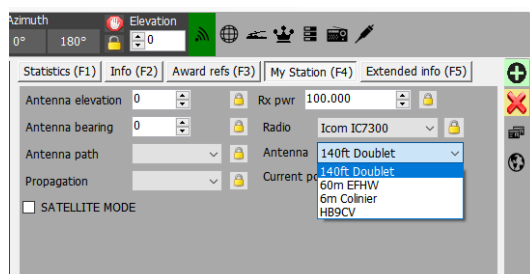 Azimuth Elevation
0° 180° 0
Statistics (F1) Info (F2) Award refs (F3) My Station (F4) Extended info (F5)
Antenna elevation 0 Rx pwr 100.000
Antenna bearing 0 Radio Icom IC7300
Antenna path Antenna 140ft Doublet
140ft Doublet
Propagation Current
60m EFHW
6m Colinier
SATELLITE MODE
HB9CV